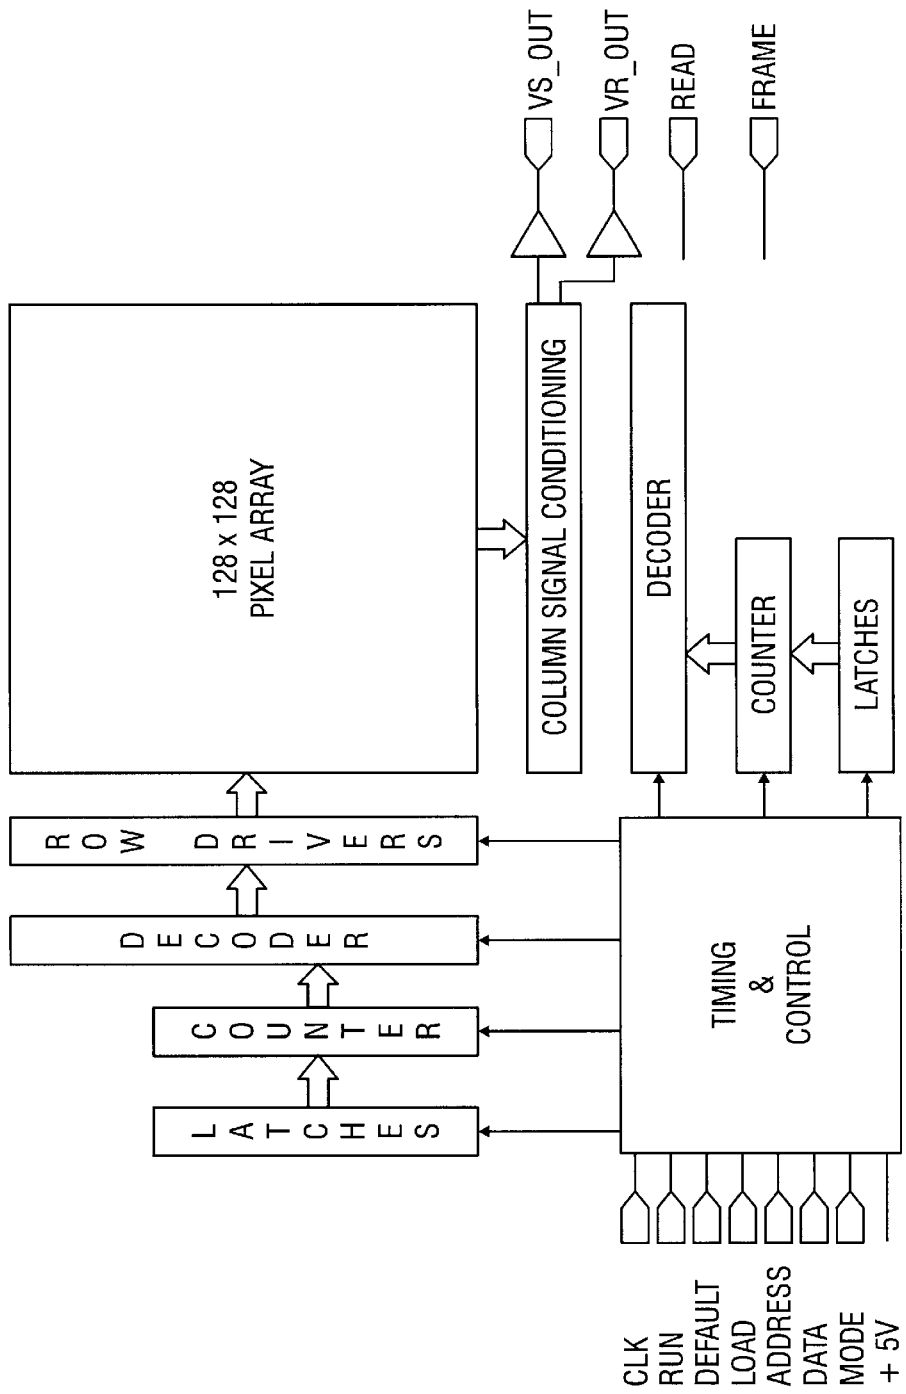 VS_OUT
VR_OUT
READ
FRAME
128 x 128
PIXEL ARRAY
COLUMN SIGNAL CONDITIONING
DECODER
COUNTER
LATCHES
ROW DRIVERS
DECODER
COUNTER
LATCHES
TIMING
&
CONTROL
CLK
RUN
DEFAULT
LOAD
ADDRESS
DATA
MODE
+ 5V